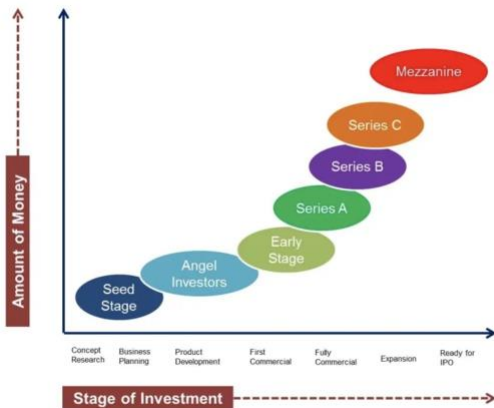 Mezzanine
Series C
Series B
Series A
Early
Stage
Angel
Investors
Seed
Stage
Amount of Money
Concept
Research
Business
Planning
Product
Development
First
Commercial
Fully
Commercial
Expansion
Ready for
IPO
Stage of Investment